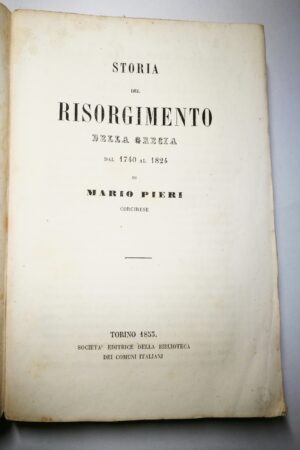 STORIA
DEL
RISORGIMENTO
DELLA GRECIA
DAL 1740 AL 1824
DI
MARIO PIERI
CORCIRESE
TORINO 1855.
SOCIETA' EDITRICE DELLA BIBLIOTECA
DEI COMUNI ITALIANI